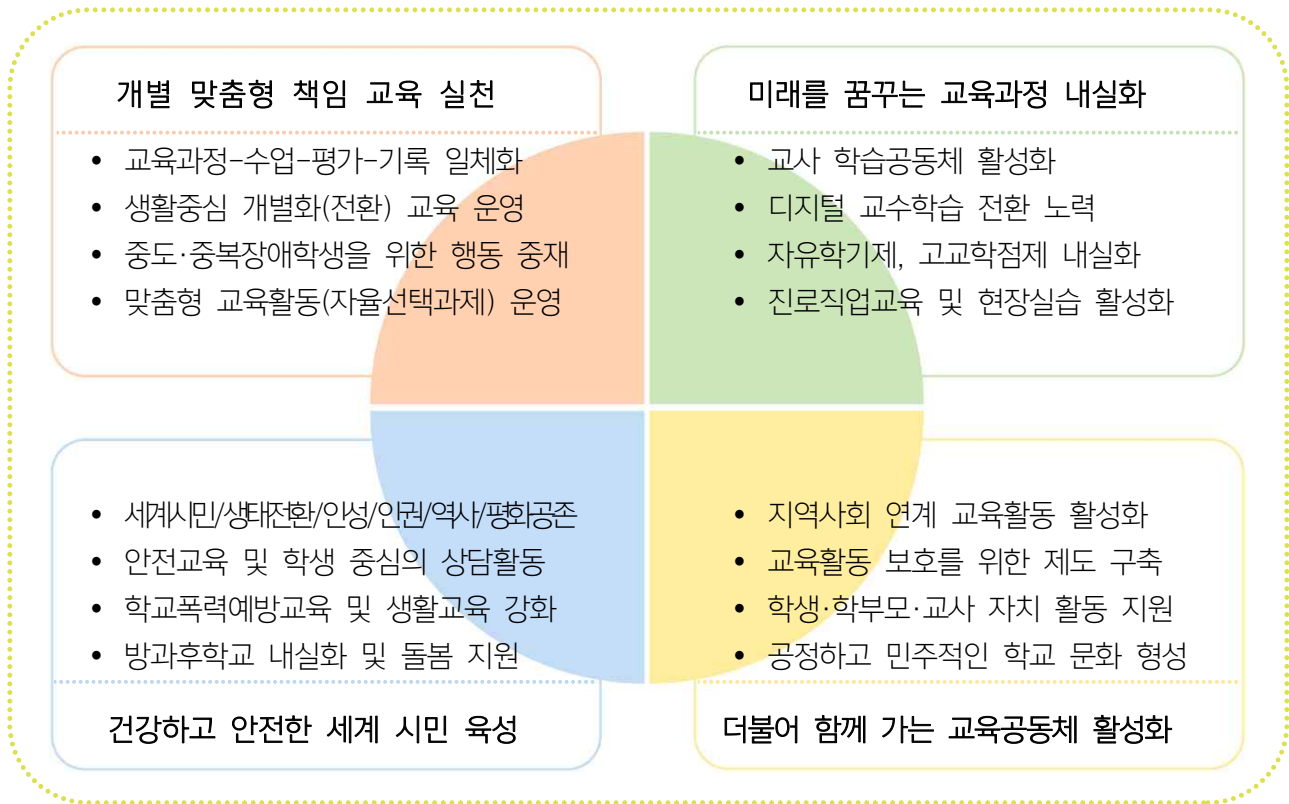 개별 맞춤형 책임 교육 실천
• 교육과정-수업-평가-기록 일체화
• 생활중심 개별화(전환) 교육 운영
• 중도·중복장애학생을 위한 행동 중재
• 맞춤형 교육활동(자율선택과제) 운영
미래를 꿈꾸는 교육과정 내실화
• 교사 학습공동체 활성화
• 디지털 교수학습 전환 노력
• 자유학기제, 고교학점제 내실화
• 진로직업교육 및 현장실습 활성화
• 세계시민/생태전환/인성/인권/역사/평화공존
• 안전교육 및 학생 중심의 상담활동
• 학교폭력예방교육 및 생활교육 강화
• 방과후학교 내실화 및 돌봄 지원
건강하고 안전한 세계 시민 육성
• 지역사회 연계 교육활동 활성화
• 교육활동 보호를 위한 제도 구축
• 학생·학부모·교사 자치 활동 지원
• 공정하고 민주적인 학교 문화 형성
더불어 함께 가는 교육공동체 활성화